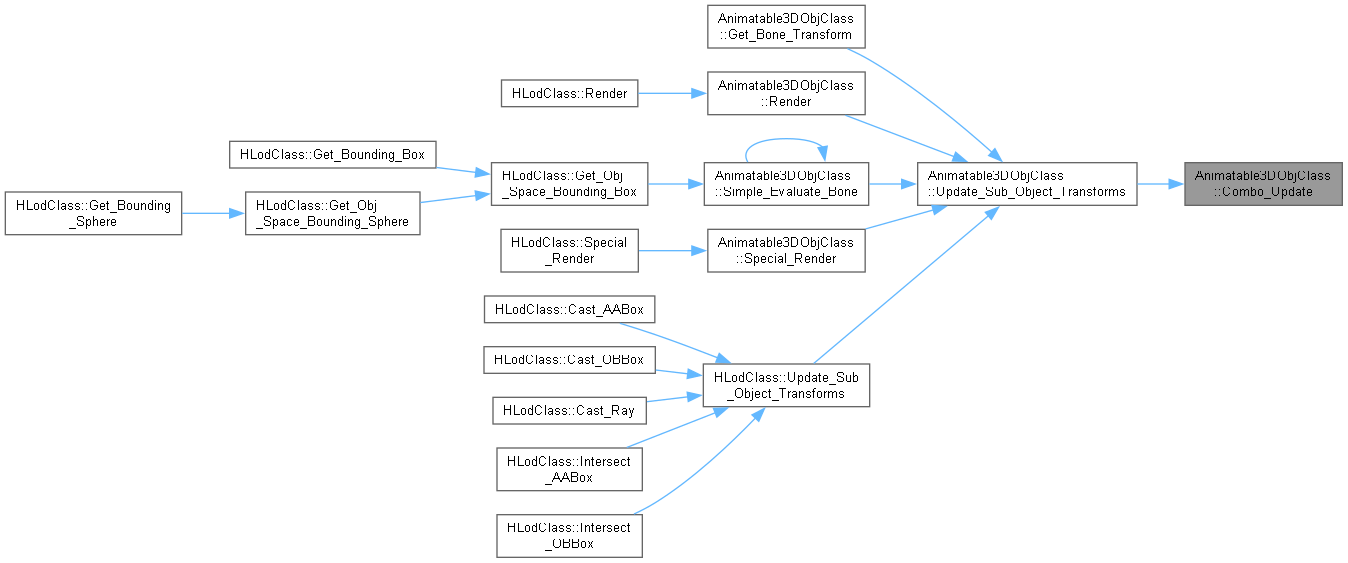 Animatable3DObjClass
::Get_Bone_Transform
HLodClass::Render
Animatable3DObjClass
::Render
HLodClass::Get_Bounding_Box
HLodClass::Get_Bounding
_Sphere
HLodClass::Get_Obj
_Space_Bounding_Sphere
HLodClass::Get_Obj
_Space_Bounding_Box
Animatable3DObjClass
::Simple_Evaluate_Bone
Animatable3DObjClass
::Update_Sub_Object_Transforms
Animatable3DObjClass
::Combo_Update
HLodClass::Special
_Render
Animatable3DObjClass
::Special_Render
HLodClass::Cast_AABox
HLodClass::Cast_OBBox
HLodClass::Cast_Ray
HLodClass::Update_Sub
_Object_Transforms
HLodClass::Intersect
_AABox
HLodClass::Intersect
_OBBox